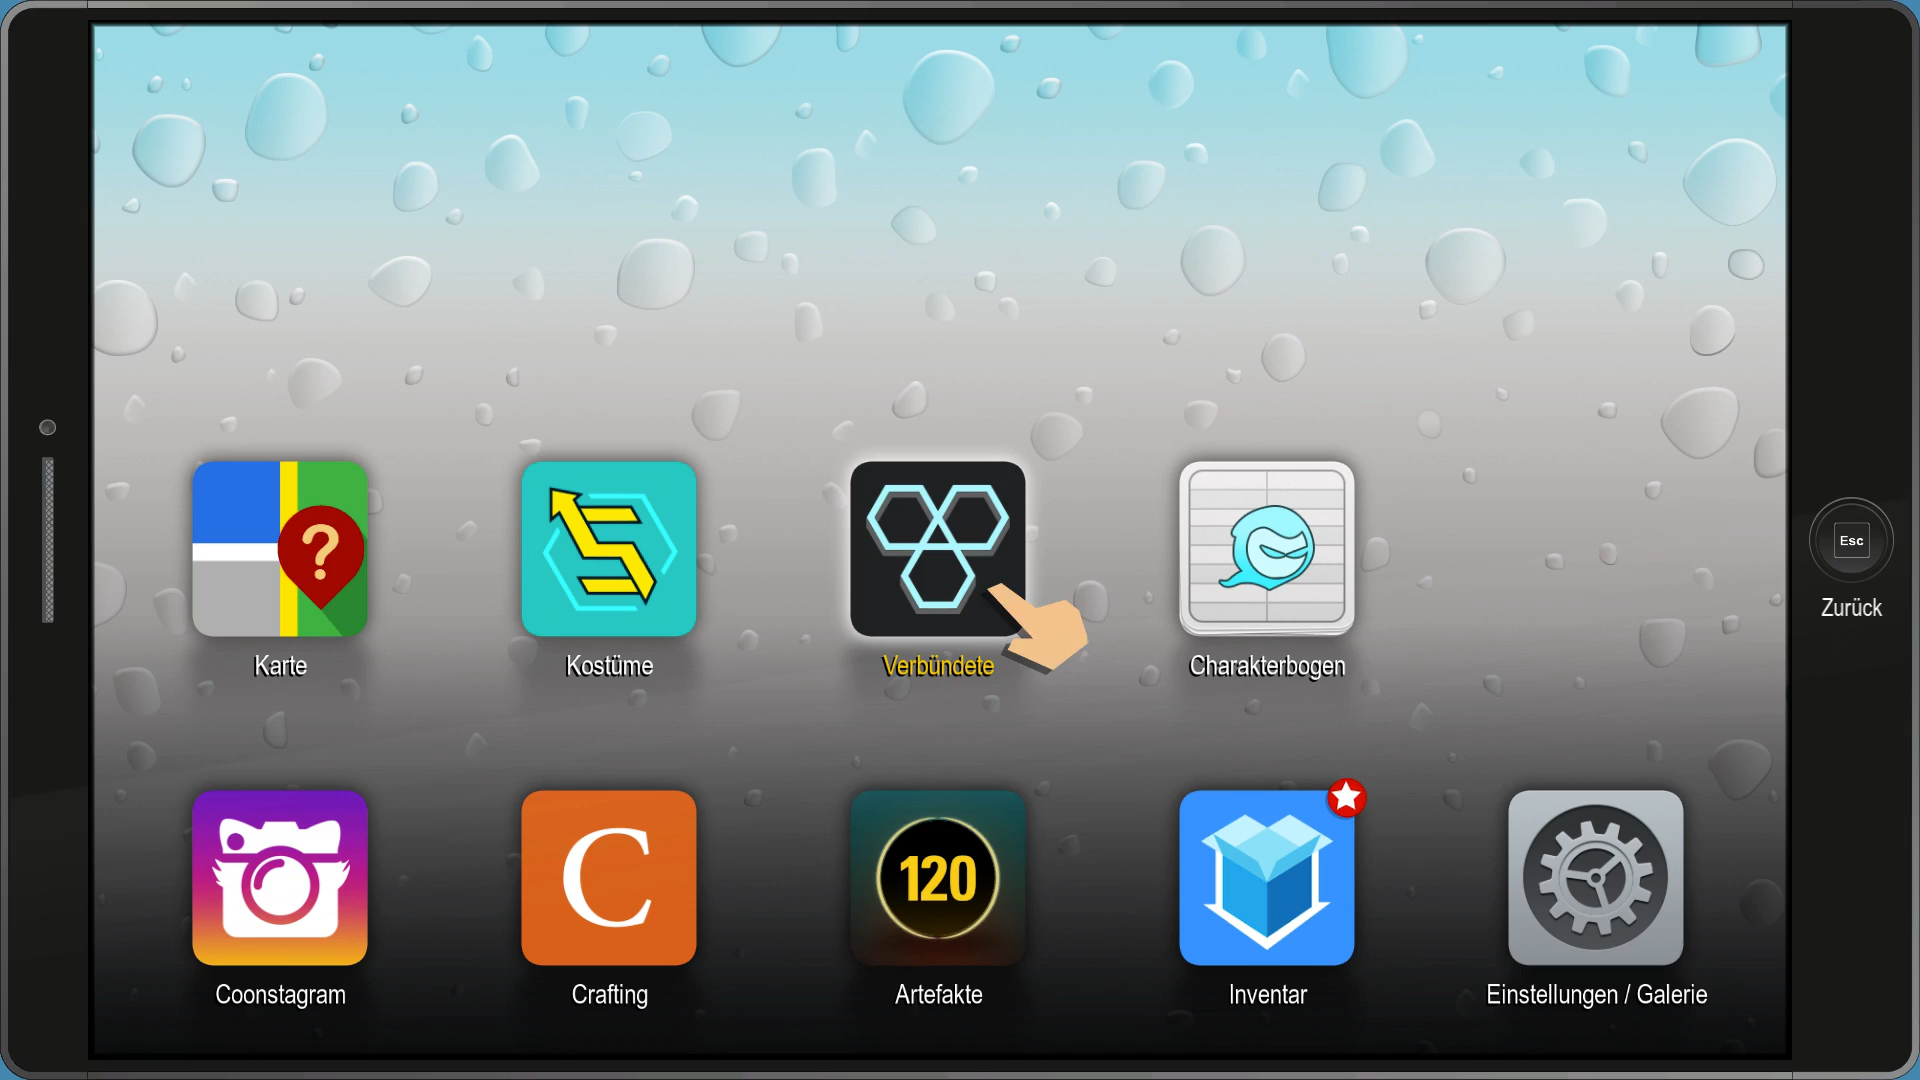 ?
Karte
Kostüme
Verbündete
Charakterbogen
Esc
Zurück
C
120
Coonstagram
Crafting
Artefakte
Inventar
Einstellungen / Galerie